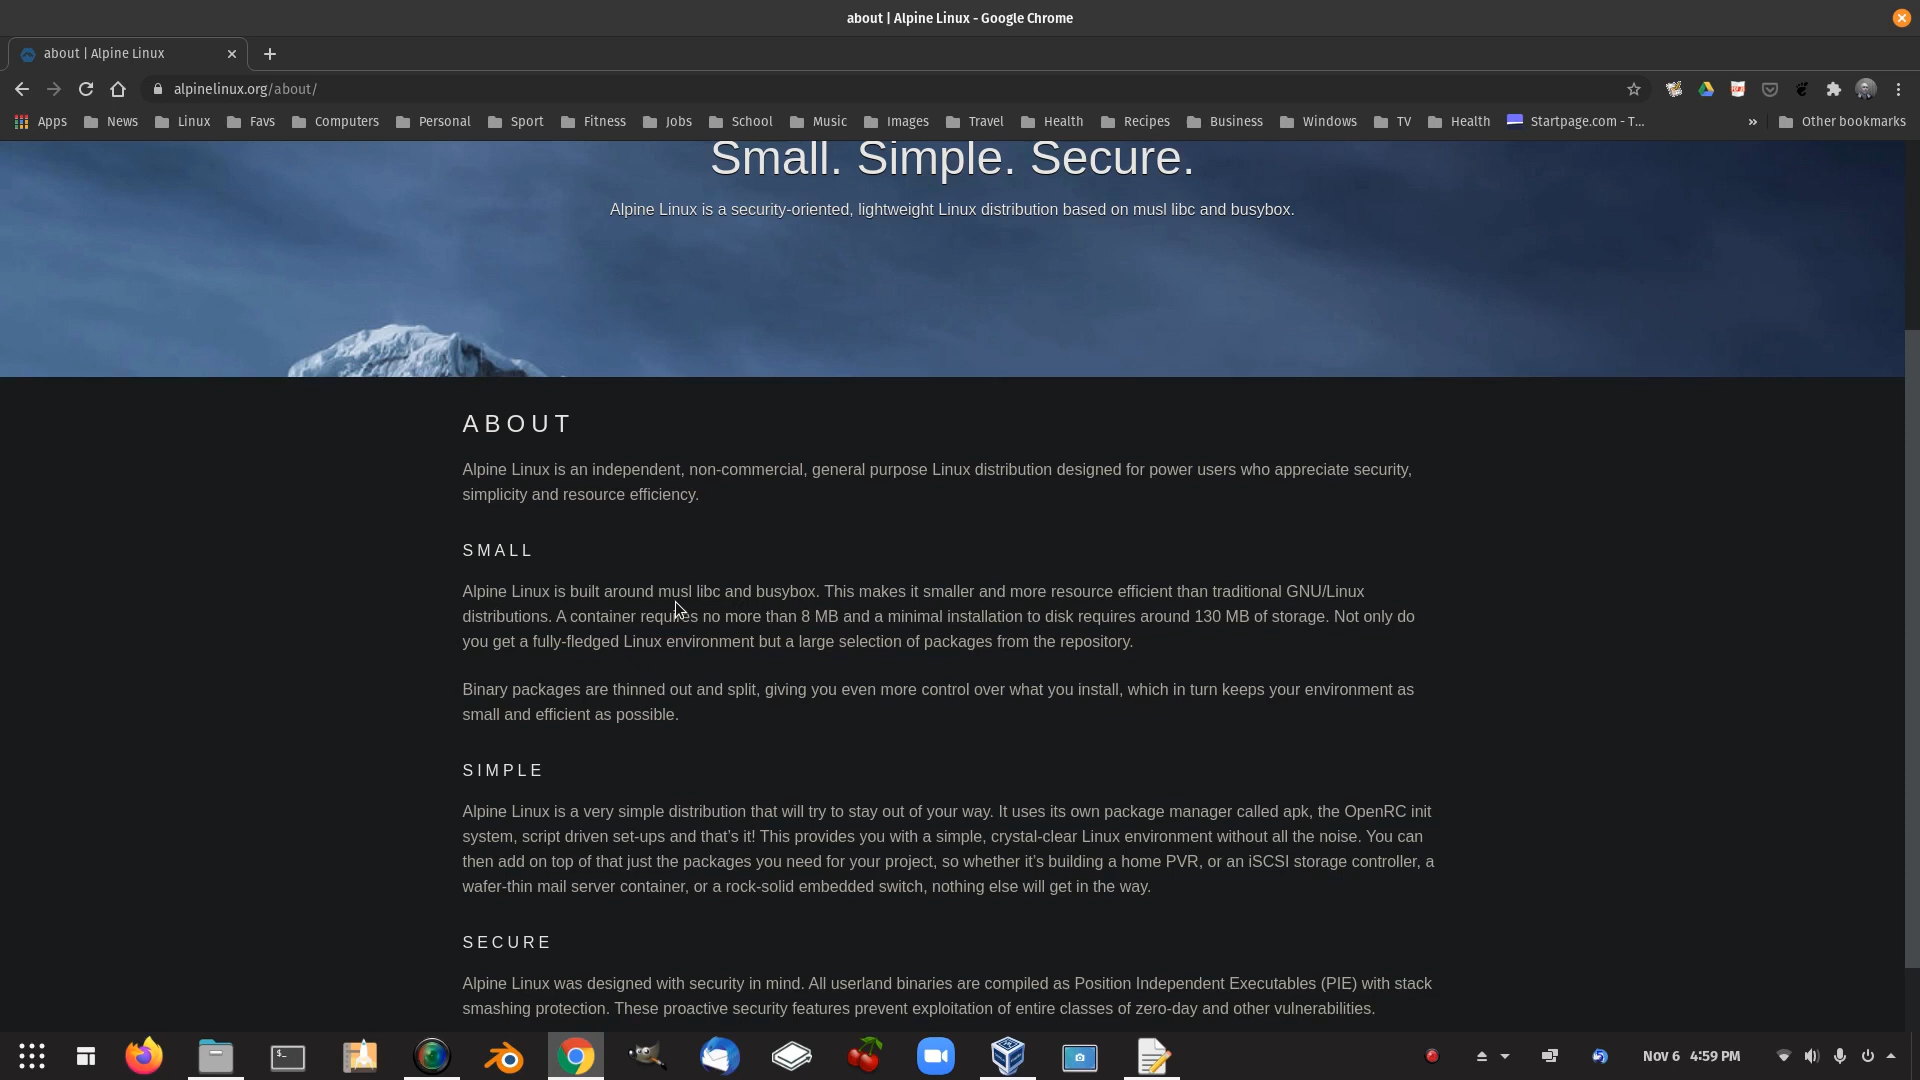 about | Alpine Linux - Google Chrome
about | Alpine Linux
alpinelinux.org/about/
Apps News Linux Favs Computers Personal Sport Fitness Jobs School Music Images Travel Health Recipes Business Windows TV Health Startpage.com - T... » Other bookmarks
Small. Simple. Secure.
Alpine Linux is a security-oriented, lightweight Linux distribution based on musl libc and busybox.
ABOUT
Alpine Linux is an independent, non-commercial, general purpose Linux distribution designed for power users who appreciate security,
simplicity and resource efficiency.
SMALL
Alpine Linux is built around musl libc and busybox. This makes it smaller and more resource efficient than traditional GNU/Linux
distributions. A container requires no more than 8 MB and a minimal installation to disk requires around 130 MB of storage. Not only do
you get a fully-fledged Linux environment but a large selection of packages from the repository.
Binary packages are thinned out and split, giving you even more control over what you install, which in turn keeps your environment as
small and efficient as possible.
SIMPLE
Alpine Linux is a very simple distribution that will try to stay out of your way. It uses its own package manager called apk, the OpenRC init
system, script driven set-ups and that's it! This provides you with a simple, crystal-clear Linux environment without all the noise. You can
then add on top of that just the packages you need for your project, so whether it's building a home PVR, or an iSCSI storage controller, a
wafer-thin mail server container, or a rock-solid embedded switch, nothing else will get in the way.
SECURE
Alpine Linux was designed with security in mind. All userland binaries are compiled as Position Independent Executables (PIE) with stack
smashing protection. These proactive security features prevent exploitation of entire classes of zero-day and other vulnerabilities.
Nov 6 4:59 PM